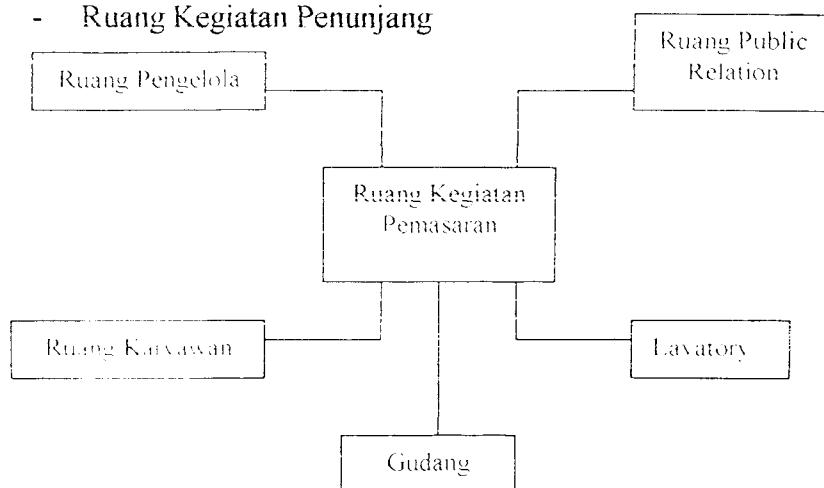 - Ruang Kegiatan Penunjang
Ruang Pengelola
Ruang Public
Relation
Ruang Kegiatan
Pemasaran
Ruang Karyawan
Lavatory
Gudang